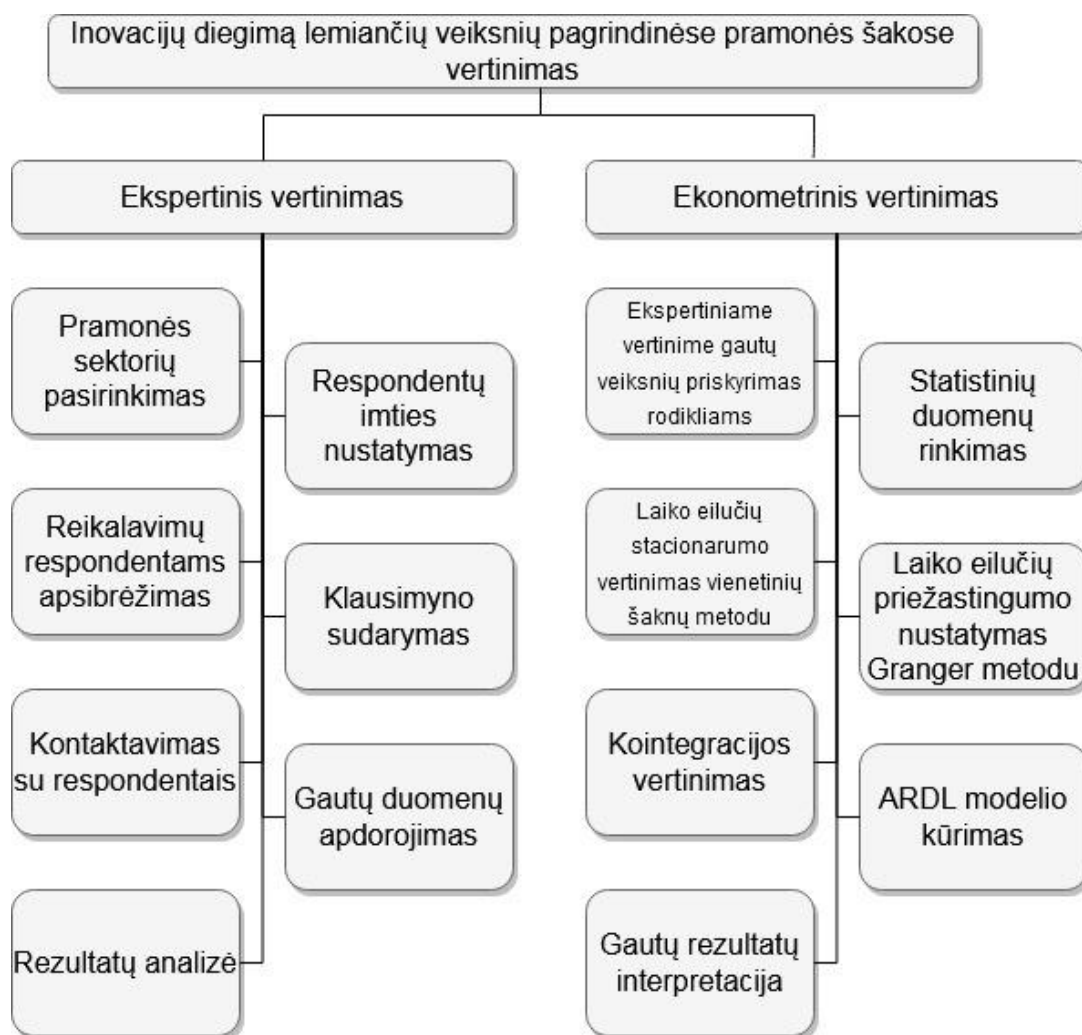 Inovacijų diegimą lemiančių veiksnių pagrindinėse pramonės šakose
vertinimas
Ekspertinis vertinimas
Pramonės
sektorių
pasirinkimas
Respondentų
imties
nustatymas
Reikalavimų
respondentams
apsibrėžimas
Klausimyno
sudarymas
Kontaktavimas
su respondentais
Gautų duomenų
apdorojimas
Rezultatų analizė
Ekonometrinis vertinimas
Ekspertiniame
vertinime gautų
veiksnių priskyrimas
rodikliams
Statistinių
duomenų
rinkimas
Laiko eilučių
stacionarumo
vertinimas vienetinių
šaknų metodu
Laiko eilučių
priežastingumo
nustatymas
Granger metodu
Kointegracijos
vertinimas
ARDL modelio
kūrimas
Gautų rezultatų
interpretacija